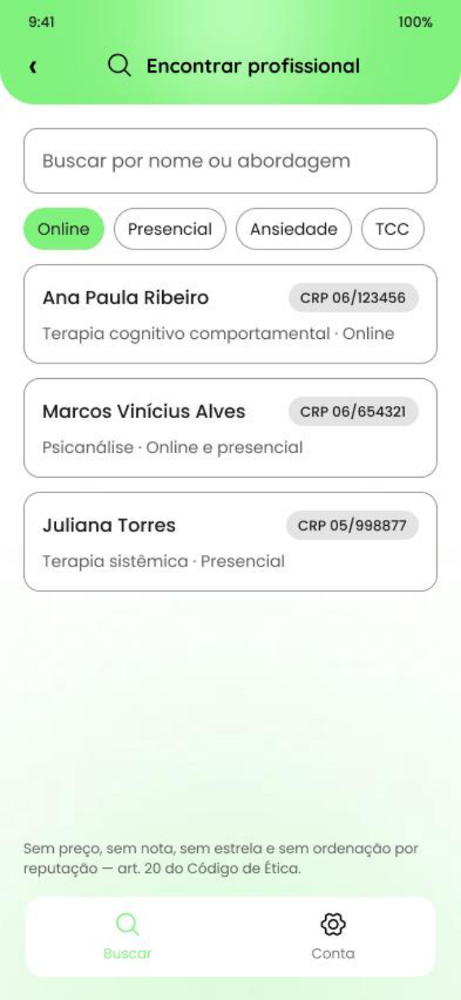 9:41 100%
‹ Encontrar profissional
Buscar por nome ou abordagem
Online Presencial Ansiedade TCC
Ana Paula Ribeiro CRP 06/123456
Terapia cognitivo comportamental · Online
Marcos Vinícius Alves CRP 06/654321
Psicanálise · Online e presencial
Juliana Torres CRP 05/998877
Terapia sistêmica · Presencial
Sem preço, sem nota, sem estrela e sem ordenação por
reputação — art. 20 do Código de Ética.
Buscar Conta